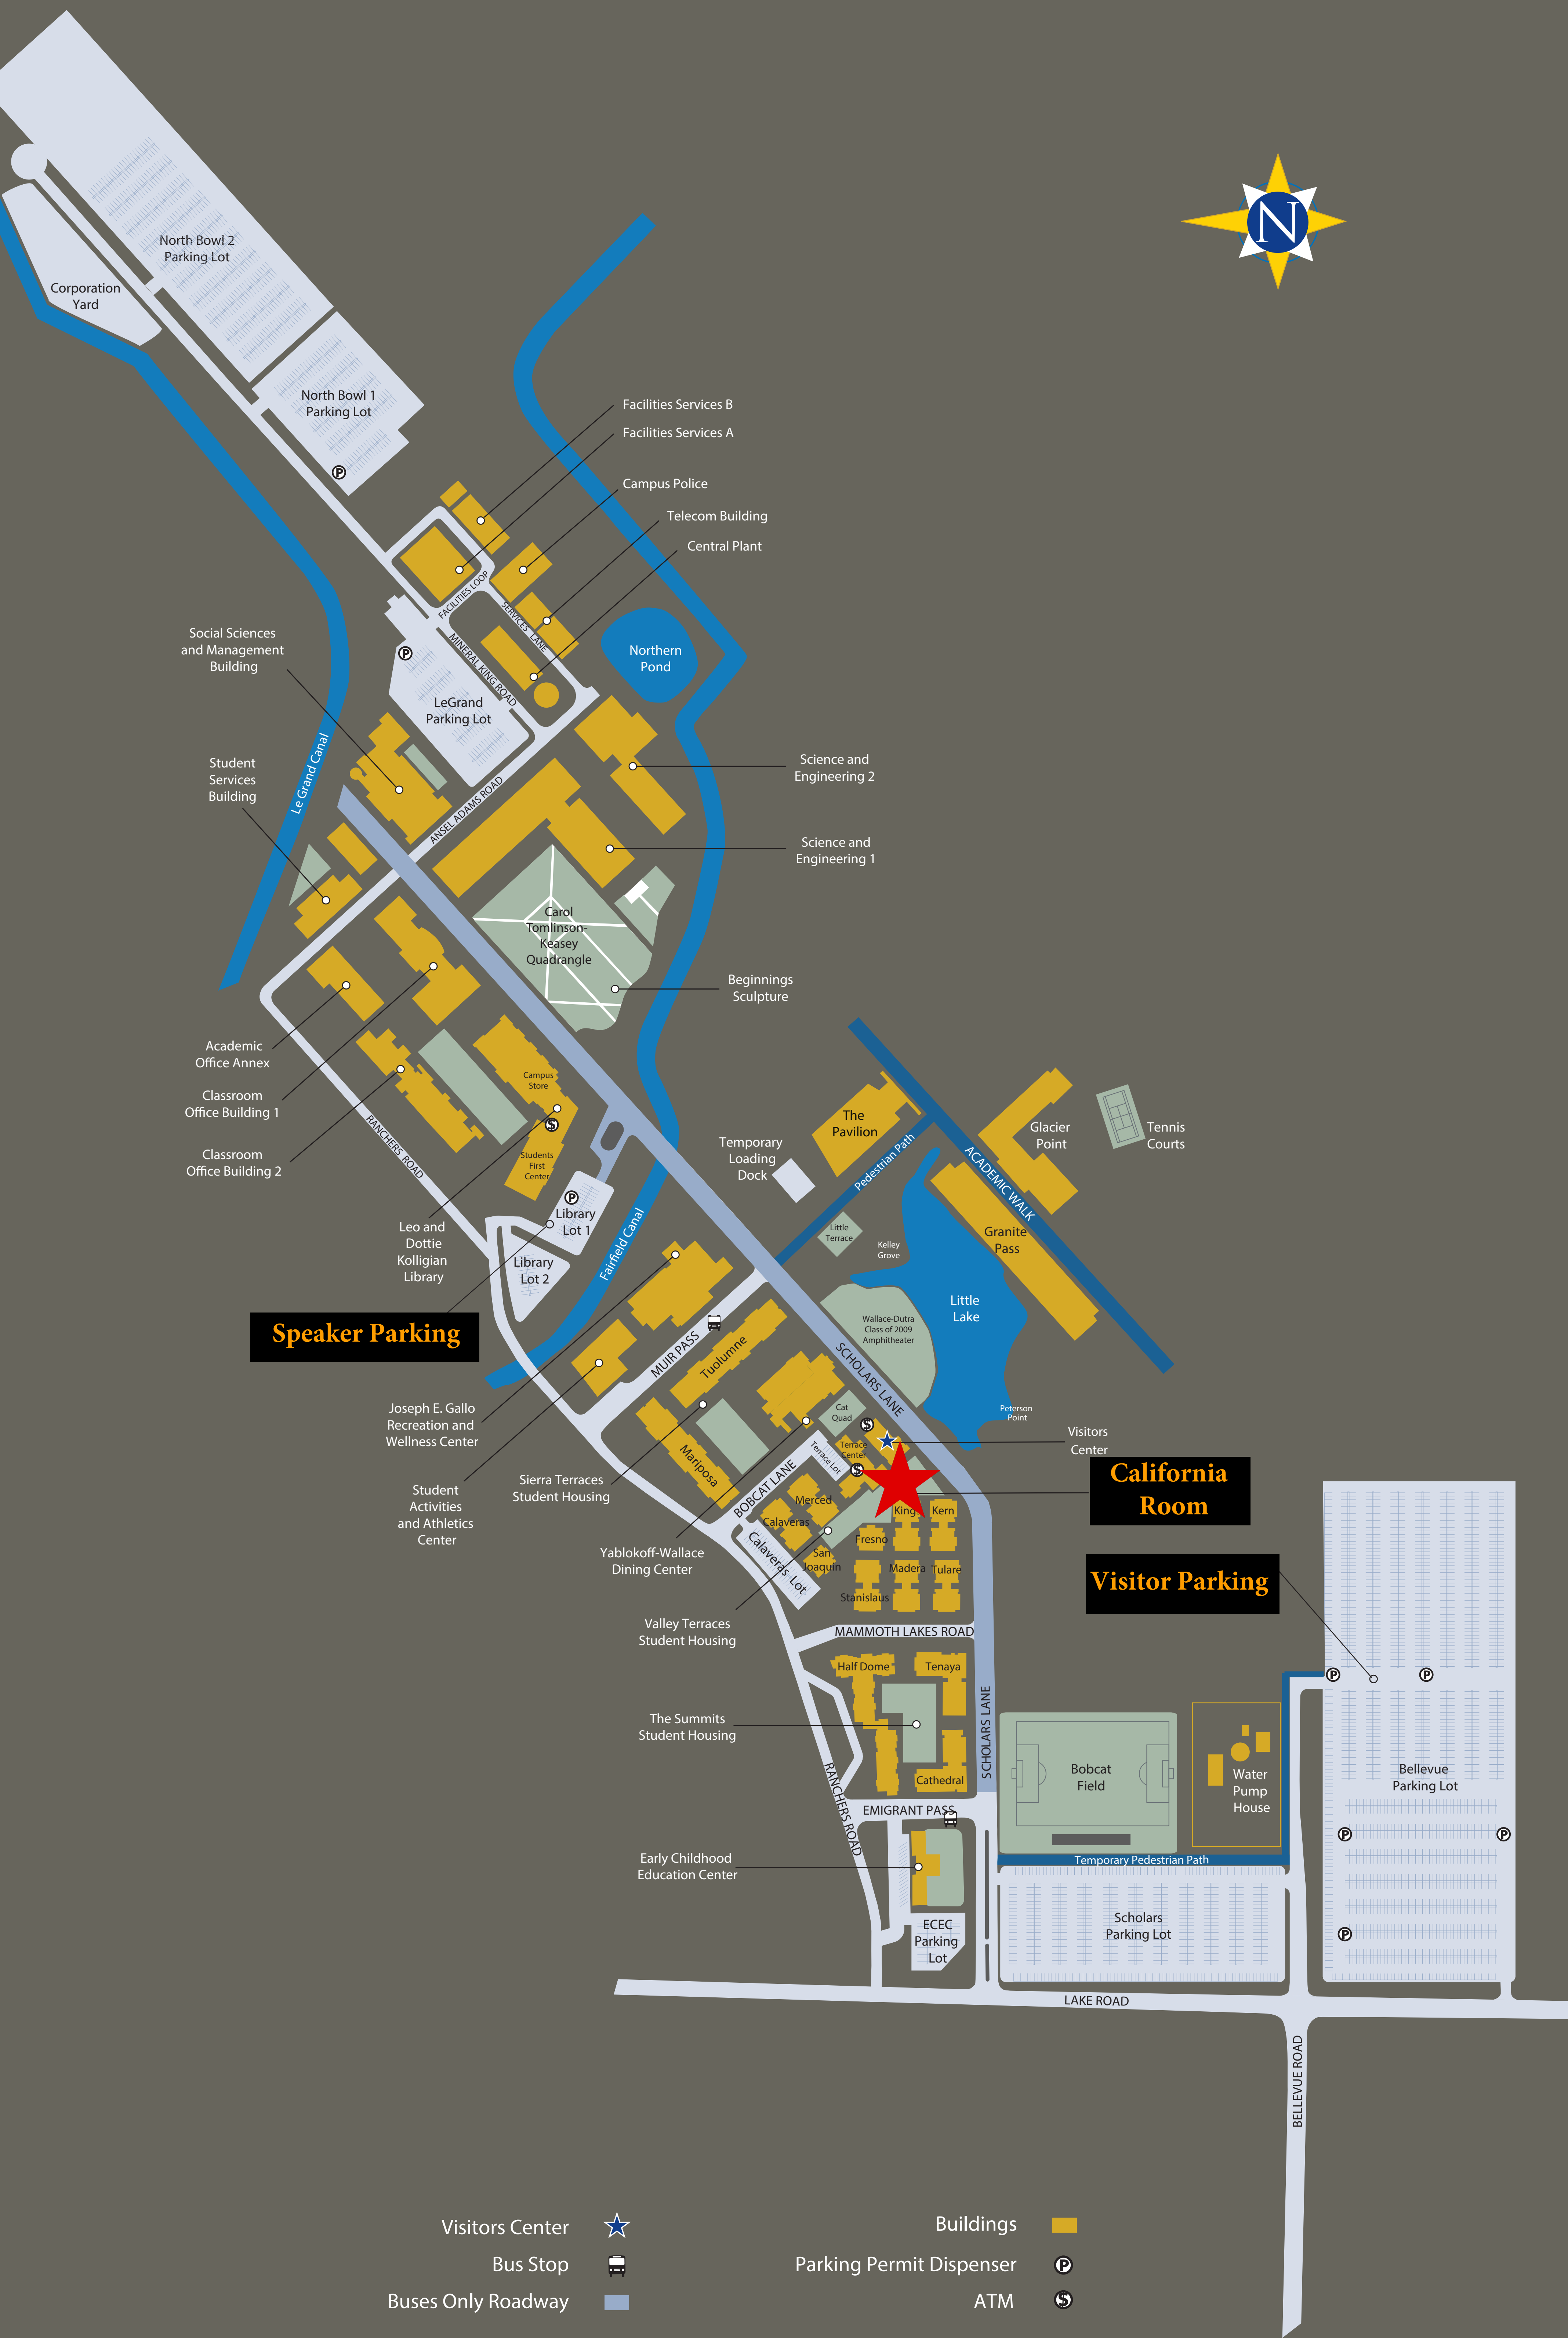 N
North Bowl 2
Parking Lot
Corporation
Yard
North Bowl 1
Parking Lot
P
Facilities Services B
Facilities Services A
Campus Police
Telecom Building
Central Plant
FACILITIES LOOP
SERVICES LANE
MINERAL KING ROAD
Social Sciences
and Management
Building
P
Northern
Pond
LeGrand
Parking Lot
Le Grand Canal
Student
Services
Building
ANSEL ADAMS ROAD
Science and
Engineering 2
Science and
Engineering 1
Carol
Tomlinson-
Keasey
Quadrangle
Beginnings
Sculpture
Academic
Office Annex
Classroom
Office Building 1
Classroom
Office Building 2
RANCHERS ROAD
Campus
Store
$
Students
First
Center
P
Library
Lot 1
Library
Lot 2
Leo and
Dottie
Kolligian
Library
Fairfield Canal
Speaker Parking
The
Pavilion
Temporary
Loading
Dock
Pedestrian Path
ACADEMIC WALK
Glacier
Point
Tennis
Courts
Granite
Pass
Little
Terrace
Kelley
Grove
Little
Lake
Wallace-Dutra
Class of 2009
Amphitheater
SCHOLARS LANE
Peterson
Point
MUIR PASS
Tuolumne
Joseph E. Gallo
Recreation and
Wellness Center
Student
Activities
and Athletics
Center
Mariposa
Sierra Terraces
Student Housing
Cat
Quad
$
Terrace
Center
$
Terrace Lot
Visitors
Center
California
Room
BOBCAT LANE
Merced
Calaveras
Calaveras Lot
San
Joaquin
Kings
Kern
Fresno
Madera
Tulare
Stanislaus
Yablokoff-Wallace
Dining Center
Visitor Parking
Valley Terraces
Student Housing
MAMMOTH LAKES ROAD
Half Dome
Tenaya
The Summits
Student Housing
Cathedral
SCHOLARS LANE
RANCHERS ROAD
EMIGRANT PASS
Bobcat
Field
Water
Pump
House
P
P
Bellevue
Parking Lot
P
P
P
Temporary Pedestrian Path
Early Childhood
Education Center
ECEC
Parking
Lot
Scholars
Parking Lot
LAKE ROAD
BELLEVUE ROAD
Visitors Center
Bus Stop
Buses Only Roadway
Buildings
Parking Permit Dispenser P
ATM $